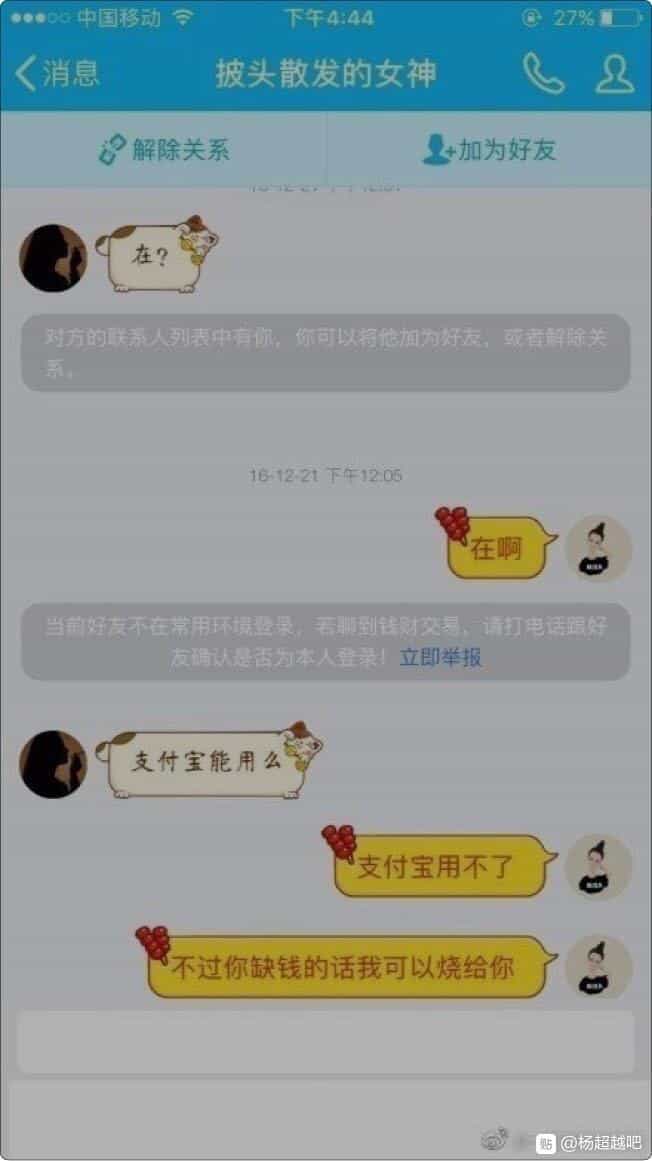 中国移动
下午4:44
27%
消息
披头散发的女神
解除关系
加为好友
在?
对方的联系人列表中有你，你可以将他加为好友，或者解除关
系。
16-12-21 下午12:05
在啊
当前好友不在常用环境登录，若聊到钱财交易，请打电话跟好
友确认是否为本人登录！立即举报
支付宝能用么
支付宝用不了
不过你缺钱的话我可以烧给你
贴 @杨超越吧